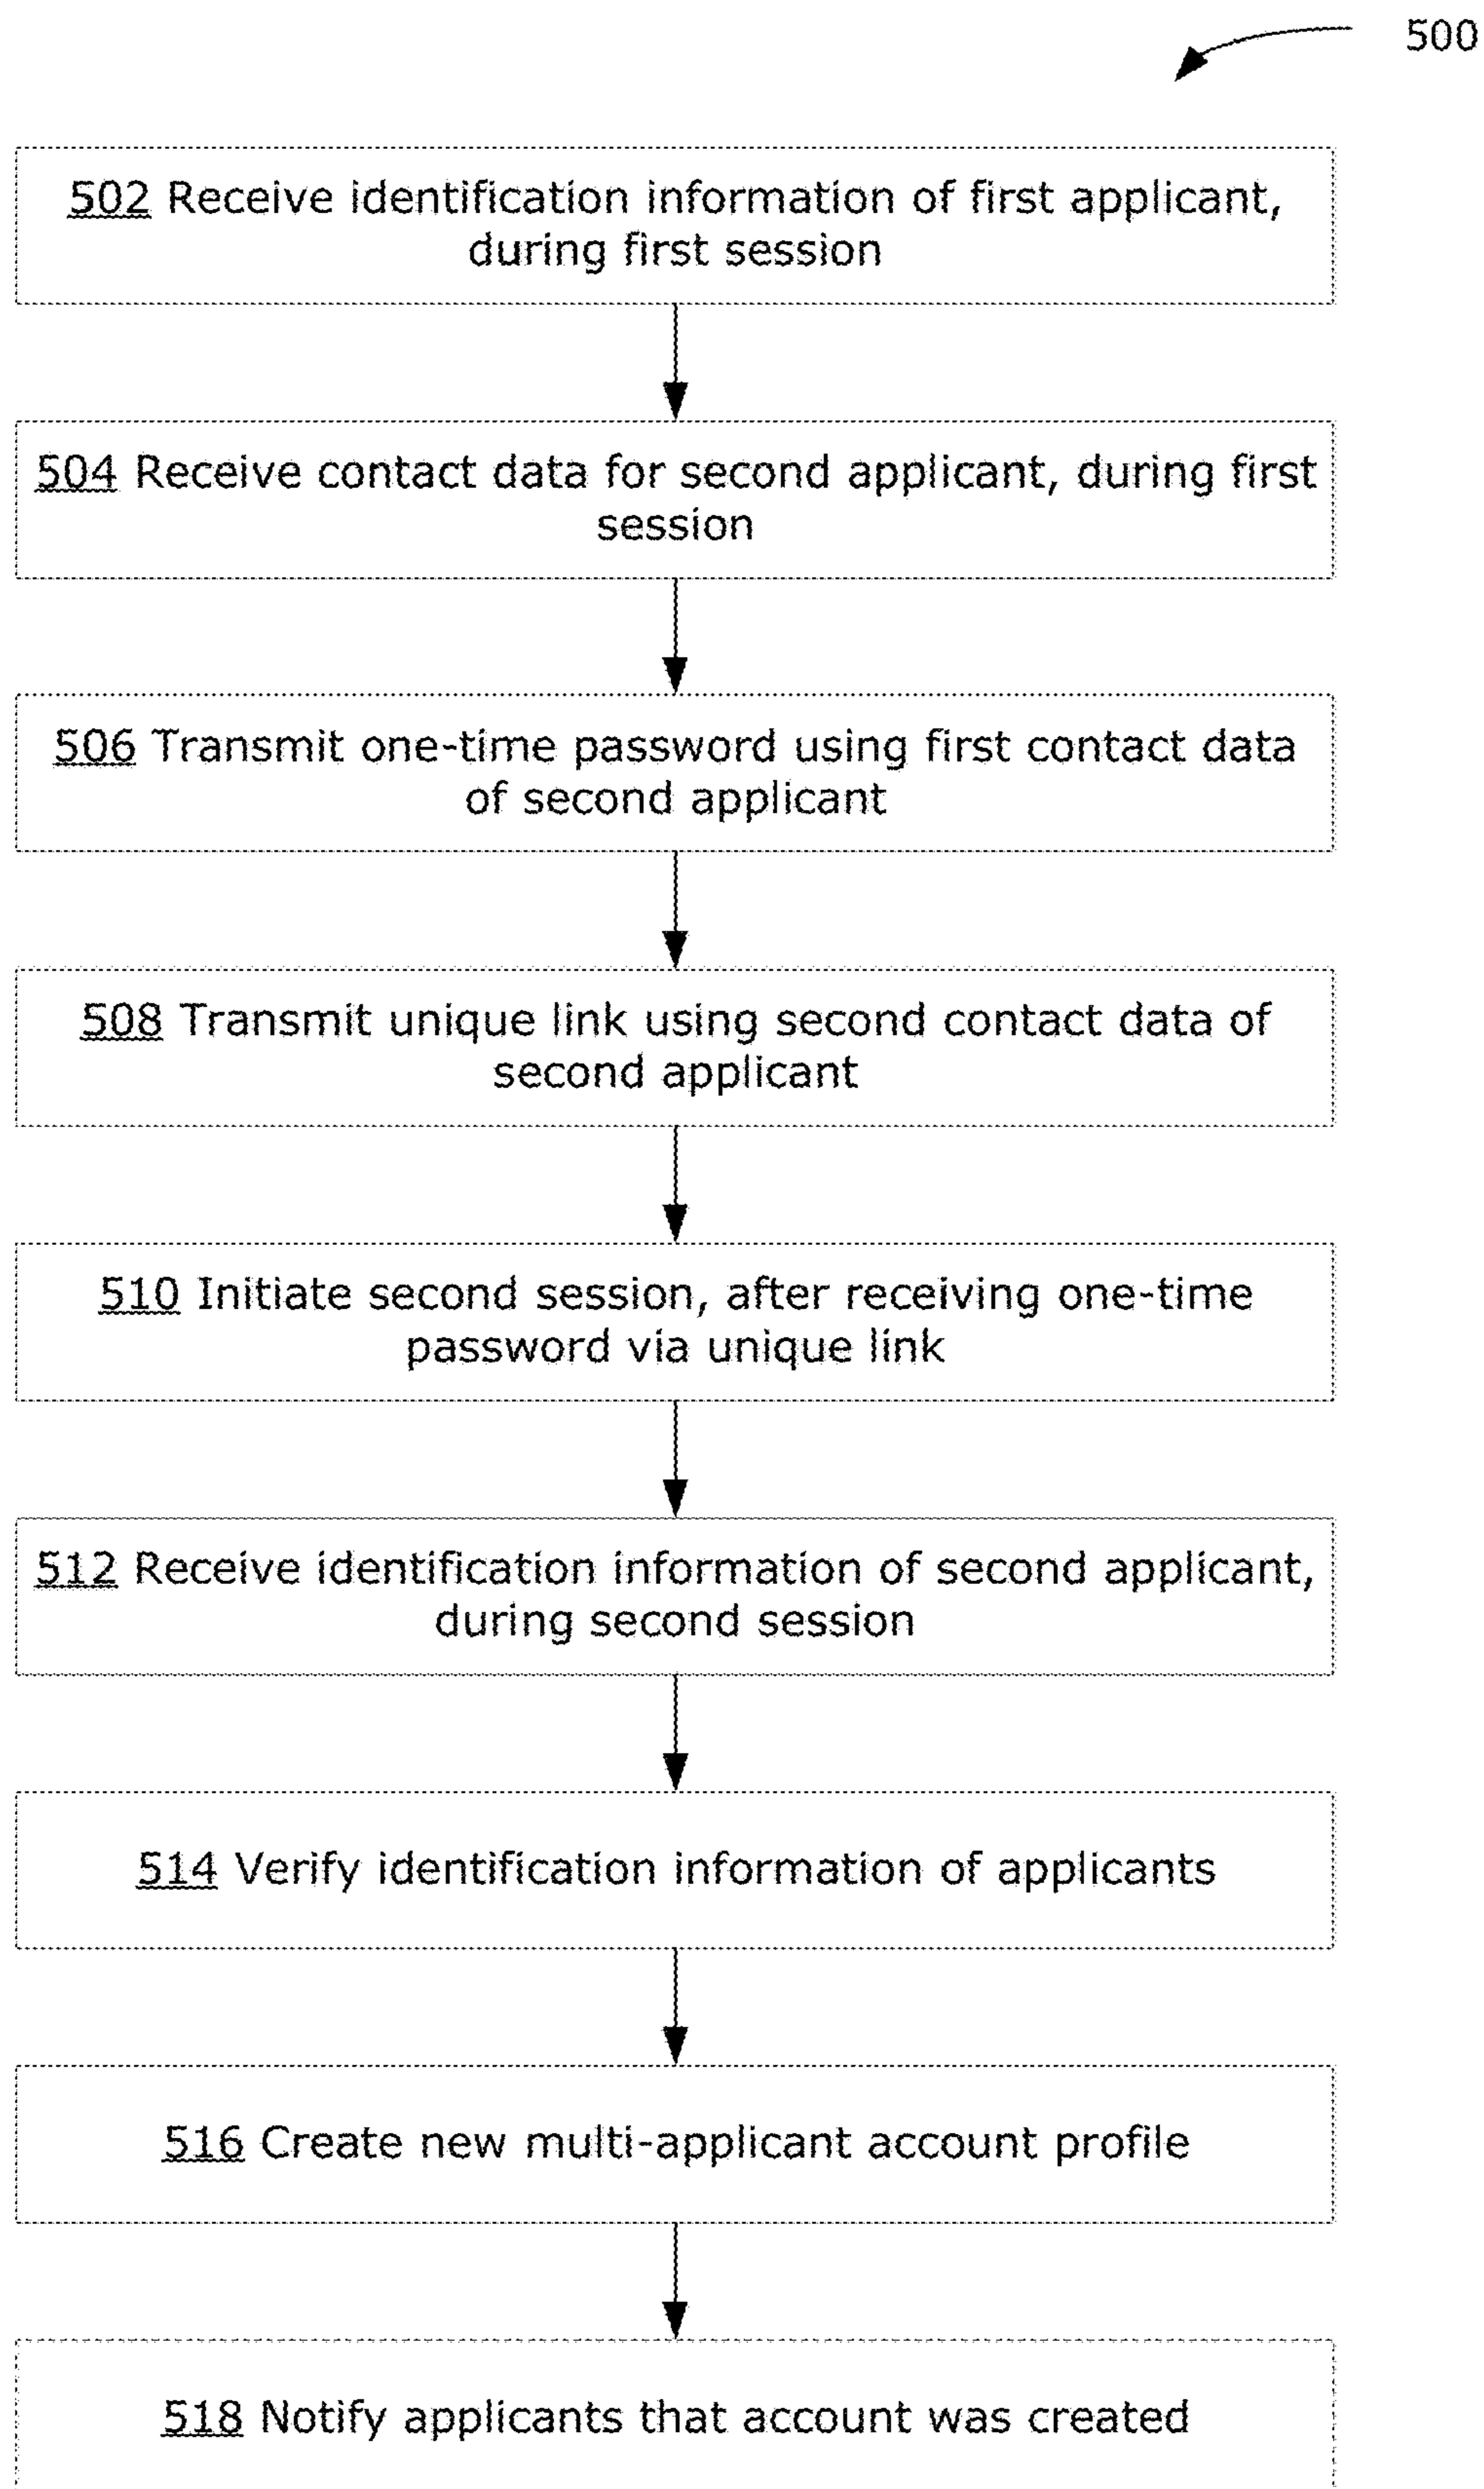 500
502 Receive identification information of first applicant,
during first session
504 Receive contact data for second applicant, during first
session
506 Transmit one-time password using first contact data
of second applicant
508 Transmit unique link using second contact data of
second applicant
510 Initiate second session, after receiving one-time
password via unique link
512 Receive identification information of second applicant,
during second session
514 Verify identification information of applicants
516 Create new multi-applicant account profile
518 Notify applicants that account was created